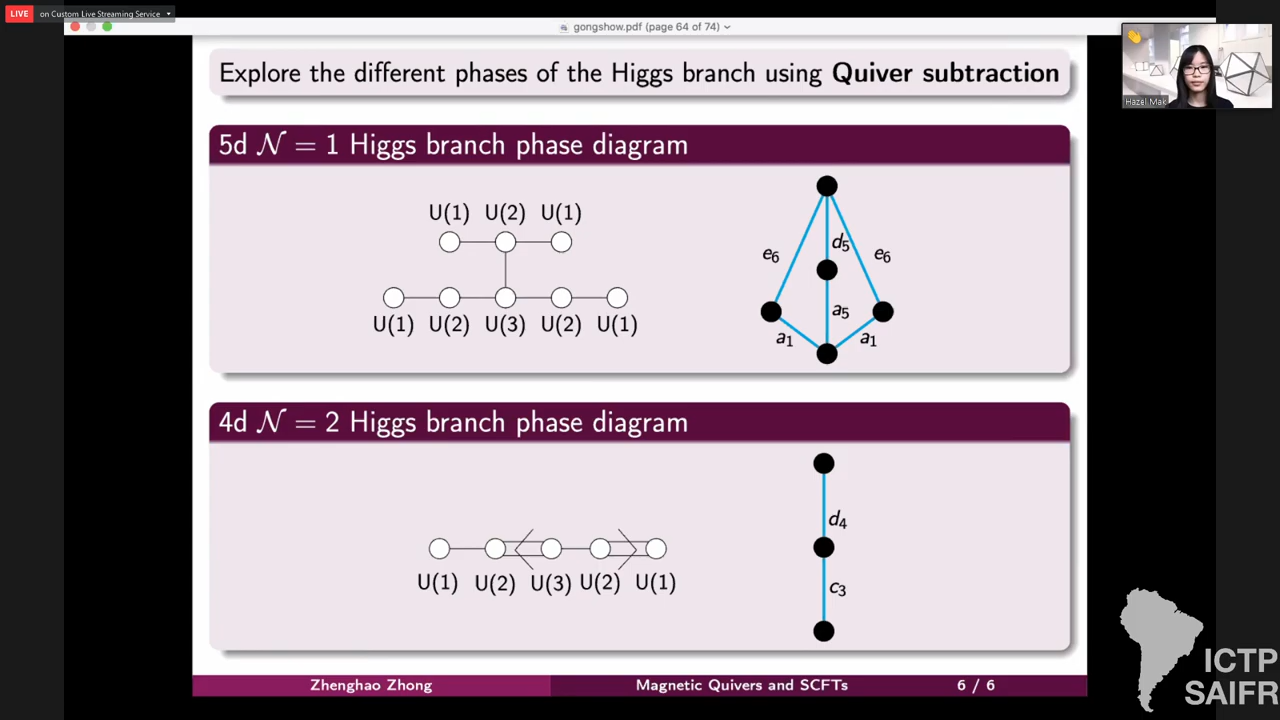 LIVE on Custom Live Streaming Service
gongshow.pdf (page 64 of 74)
Hazel Mak
Explore the different phases of the Higgs branch using Quiver subtraction
5d 𝒩 = 1 Higgs branch phase diagram
U(1) U(2) U(1)
U(1) U(2) U(3) U(2) U(1)
e₆ d₅ e₆
a₅
a₁ a₁
4d 𝒩 = 2 Higgs branch phase diagram
U(1) U(2) U(3) U(2) U(1)
d₄
c₃
Zhenghao Zhong Magnetic Quivers and SCFTs 6 / 6
ICTP
SAIFR